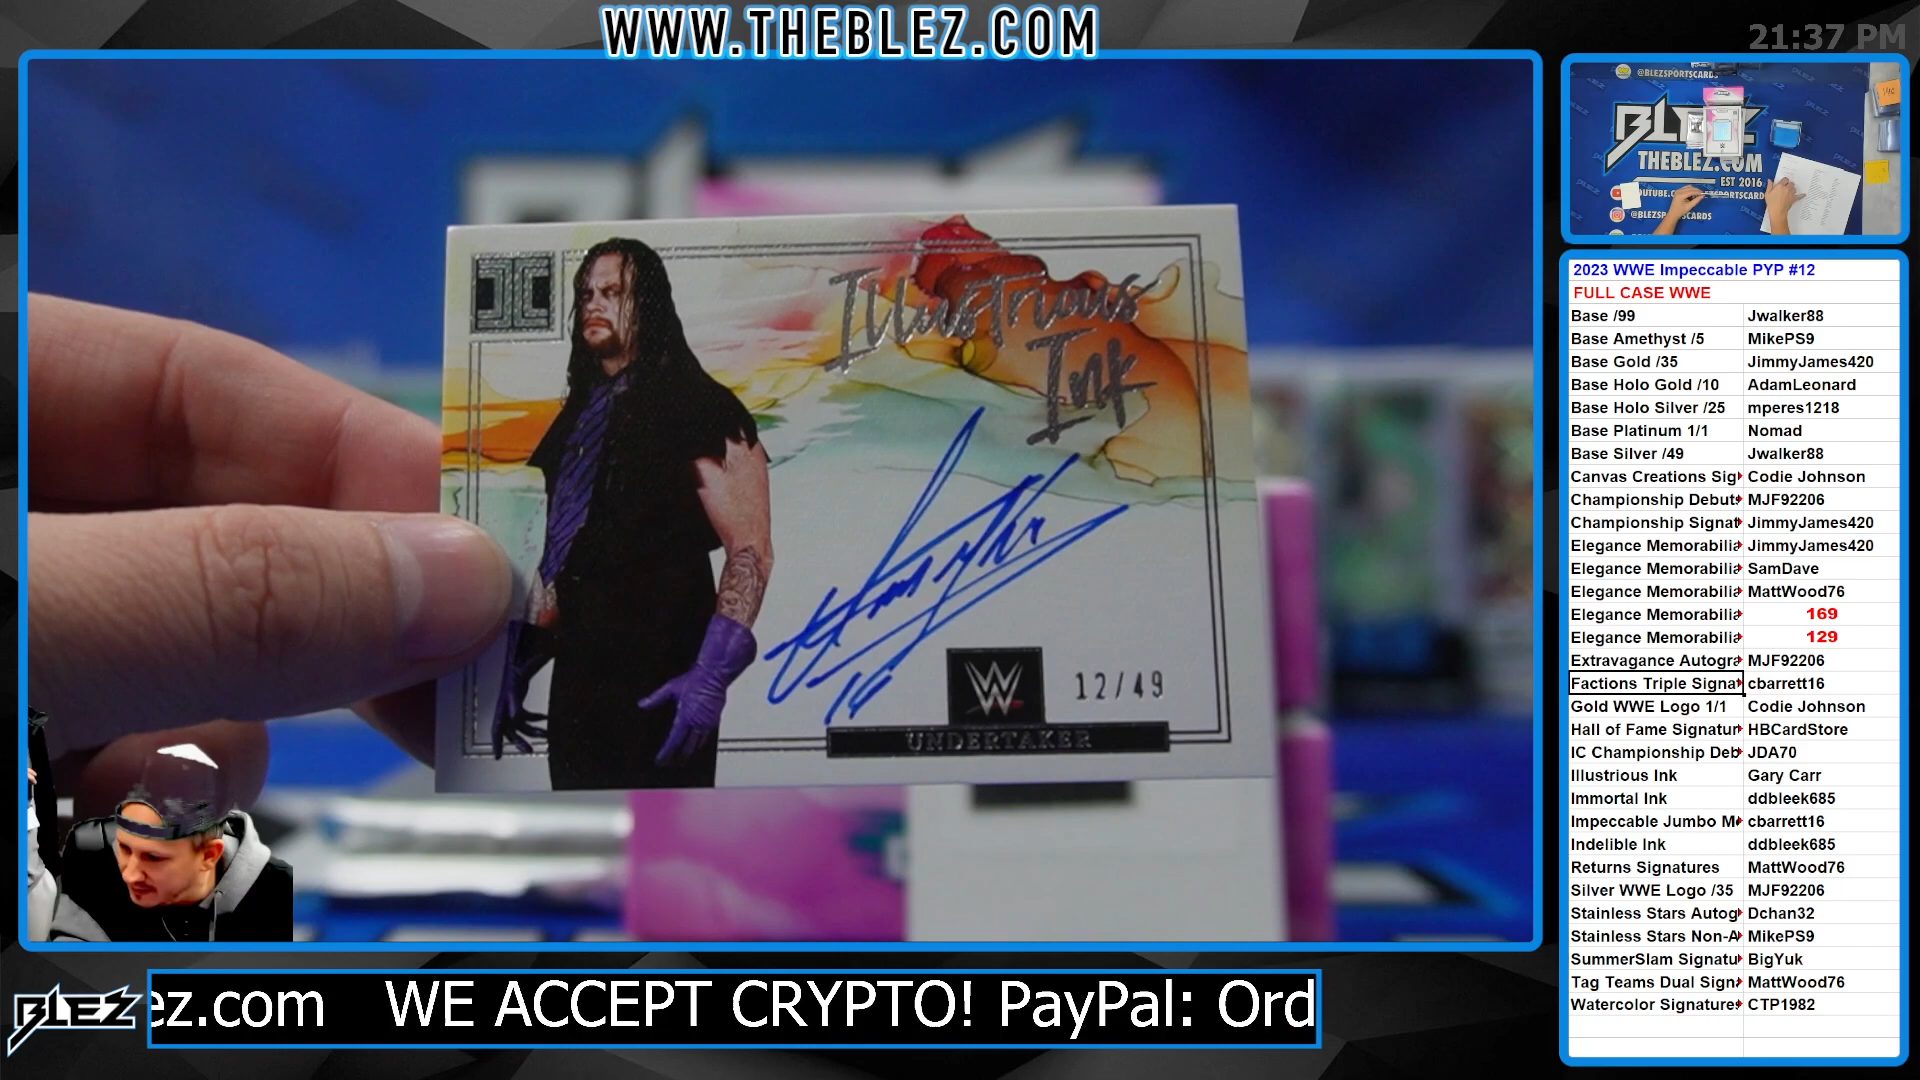 WWW.THEBLEZ.COM
21:37 PM
Illustrious
Ink
12/49
UNDERTAKER
@BLEZSPORTSCARDS
BLEZ
THEBLEZ.COM
EST 2016
@BLEZSPORTSCARDS
2023 WWE Impeccable PYP #12
FULL CASE WWE
Base /99 Jwalker88
Base Amethyst /5 MikePS9
Base Gold /35 JimmyJames420
Base Holo Gold /10 AdamLeonard
Base Holo Silver /25 mperes1218
Base Platinum 1/1 Nomad
Base Silver /49 Jwalker88
Canvas Creations Sig Codie Johnson
Championship Debut MJF92206
Championship Signat JimmyJames420
Elegance Memorabilia JimmyJames420
Elegance Memorabilia SamDave
Elegance Memorabilia MattWood76
Elegance Memorabilia 169
Elegance Memorabilia 129
Extravagance Autogra MJF92206
Factions Triple Signat cbarrett16
Gold WWE Logo 1/1 Codie Johnson
Hall of Fame Signatur HBCardStore
IC Championship Deb JDA70
Illustrious Ink Gary Carr
Immortal Ink ddbleek685
Impeccable Jumbo M cbarrett16
Indelible Ink ddbleek685
Returns Signatures MattWood76
Silver WWE Logo /35 MJF92206
Stainless Stars Autog Dchan32
Stainless Stars Non-A MikePS9
SummerSlam Signatu BigYuk
Tag Teams Dual Sign MattWood76
Watercolor Signatures CTP1982
BLEZ
ez.com WE ACCEPT CRYPTO! PayPal: Ord